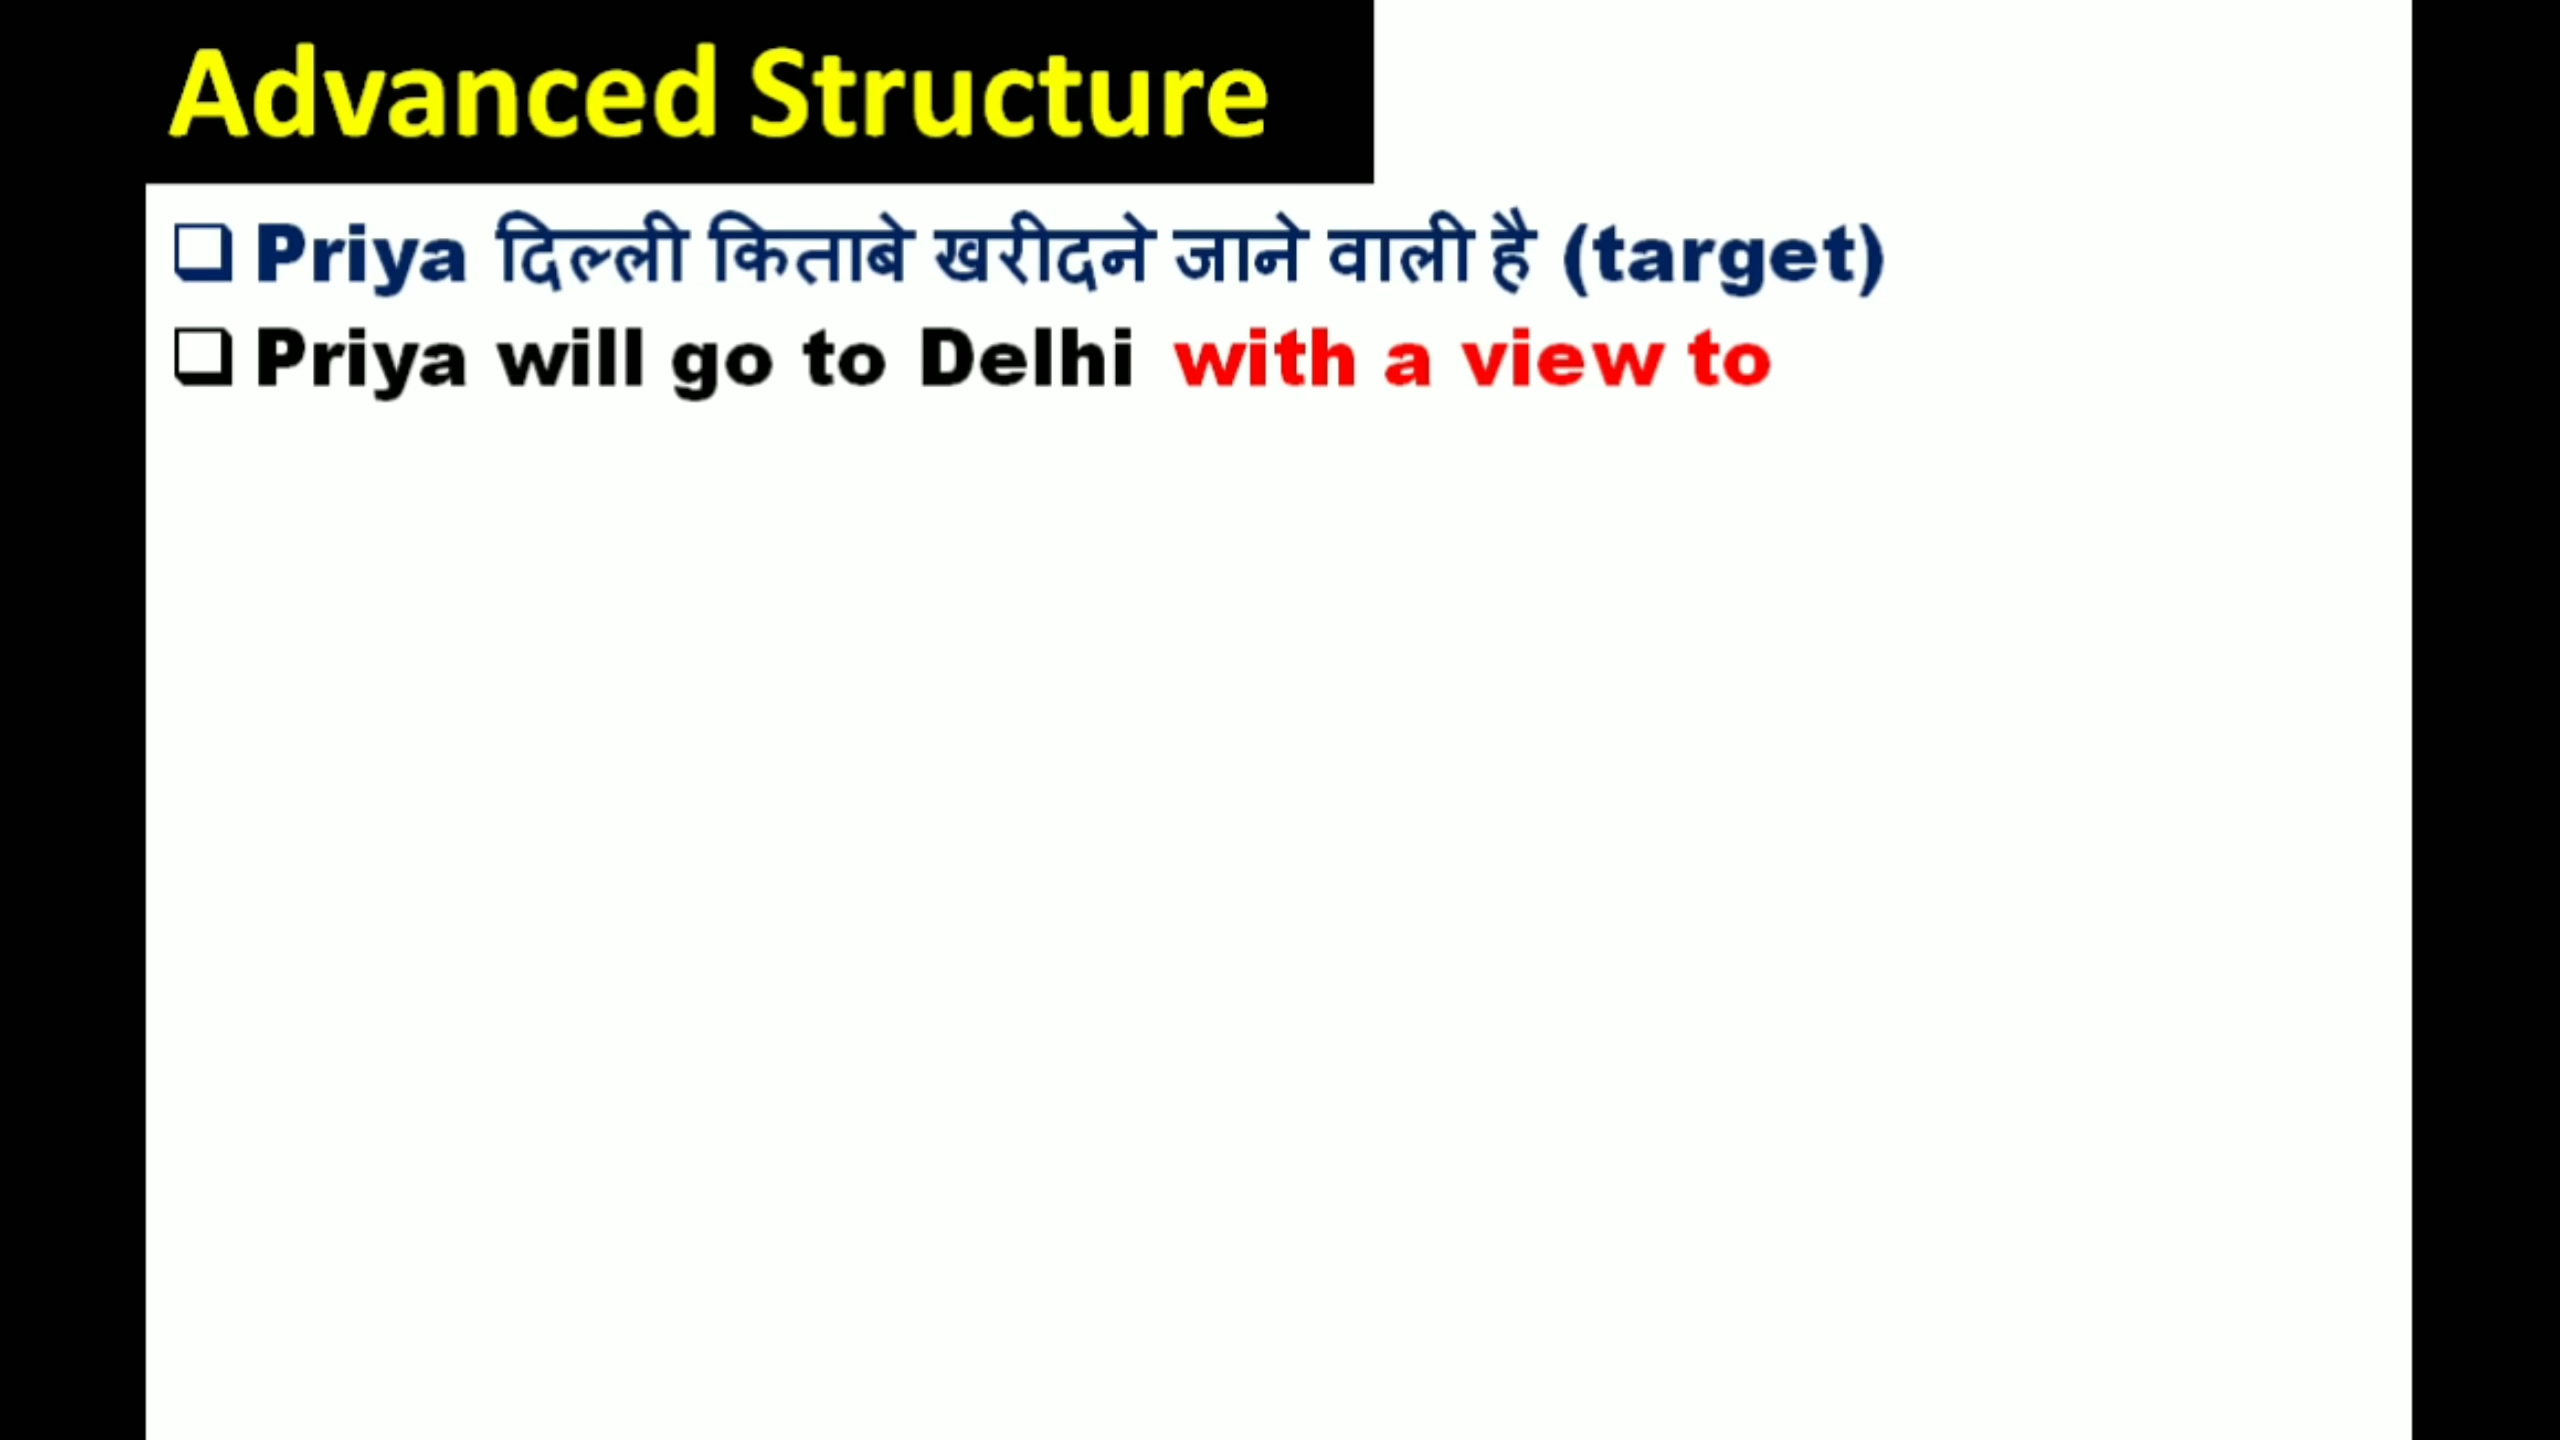 Advanced Structure
❑ Priya दिल्ली किताबे खरीदने जाने वाली है (target)
❑ Priya will go to Delhi with a view to